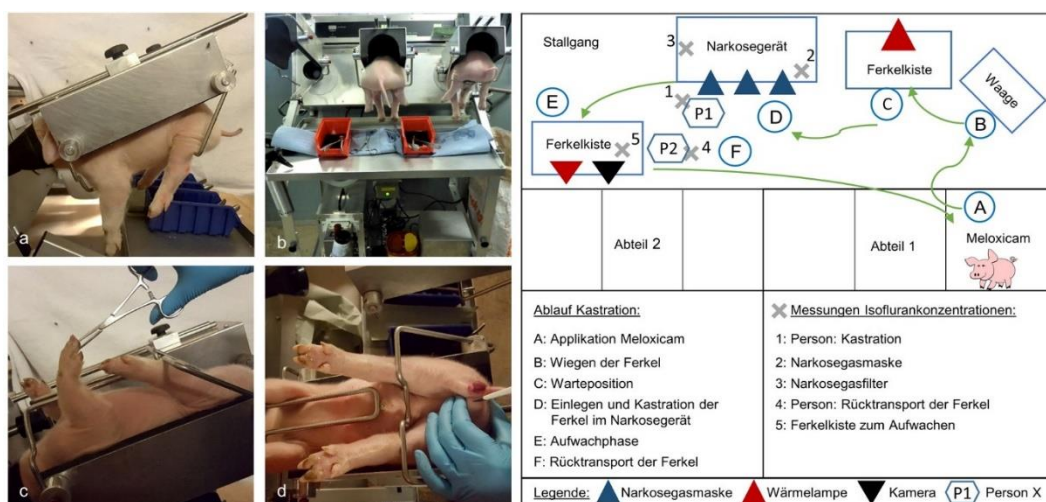 a
b
c
d
Stallgang
Narkosegerät
Ferkelkiste
Waage
Ferkelkiste
3
2
1
P1
P2
4
5
A
B
C
D
E
F
Abteil 2
Abteil 1
Meloxicam
Ablauf Kastration:
A: Applikation Meloxicam
B: Wiegen der Ferkel
C: Warteposition
D: Einlegen und Kastration der
Ferkel im Narkosegerät
E: Aufwachphase
F: Rücktransport der Ferkel
Messungen Isoflurankonzentrationen:
1: Person: Kastration
2: Narkosegasmaske
3: Narkosegasfilter
4: Person: Rücktransport der Ferkel
5: Ferkelkiste zum Aufwachen
Legende: Narkosegasmaske Wärmelampe Kamera P1 Person X